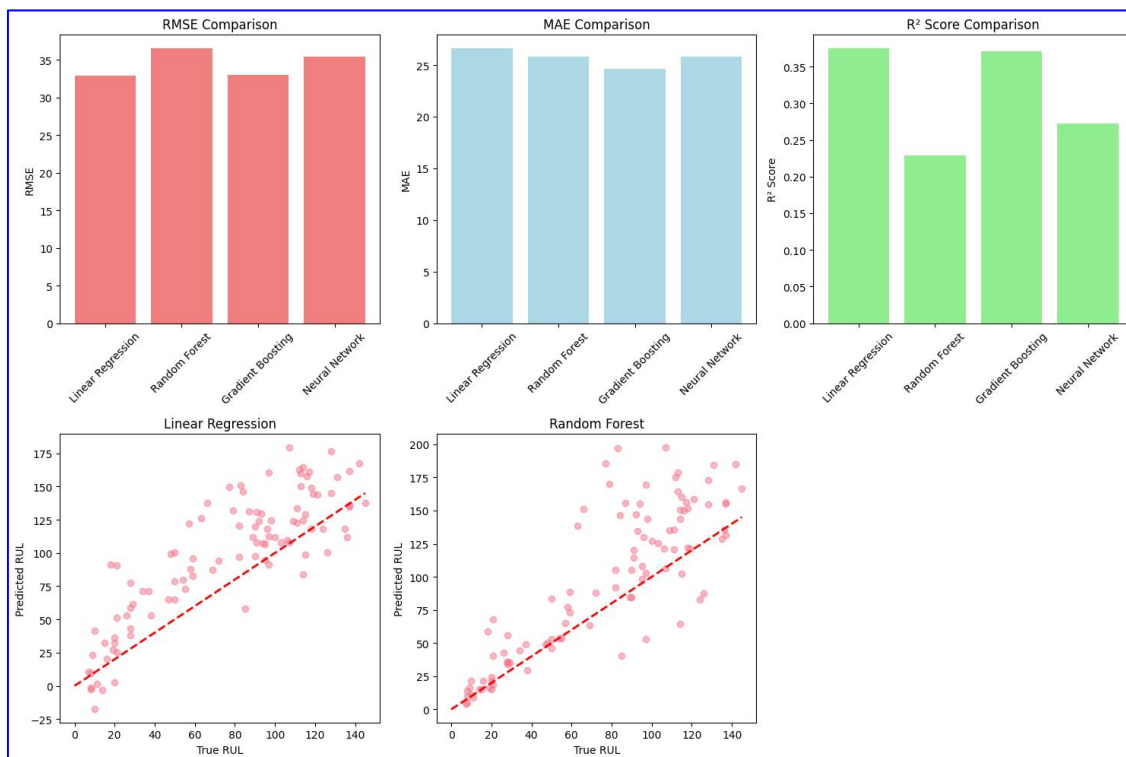 RMSE Comparison
RMSE
35
30
25
20
15
10
5
0
Linear Regression
Random Forest
Gradient Boosting
Neural Network
MAE Comparison
MAE
25
20
15
10
5
0
Linear Regression
Random Forest
Gradient Boosting
Neural Network
R² Score Comparison
R² Score
0.35
0.30
0.25
0.20
0.15
0.10
0.05
0.00
Linear Regression
Random Forest
Gradient Boosting
Neural Network
Linear Regression
Predicted RUL
175
150
125
100
75
50
25
0
−25
0 20 40 60 80 100 120 140
True RUL
Random Forest
Predicted RUL
200
175
150
125
100
75
50
25
0
0 20 40 60 80 100 120 140
True RUL